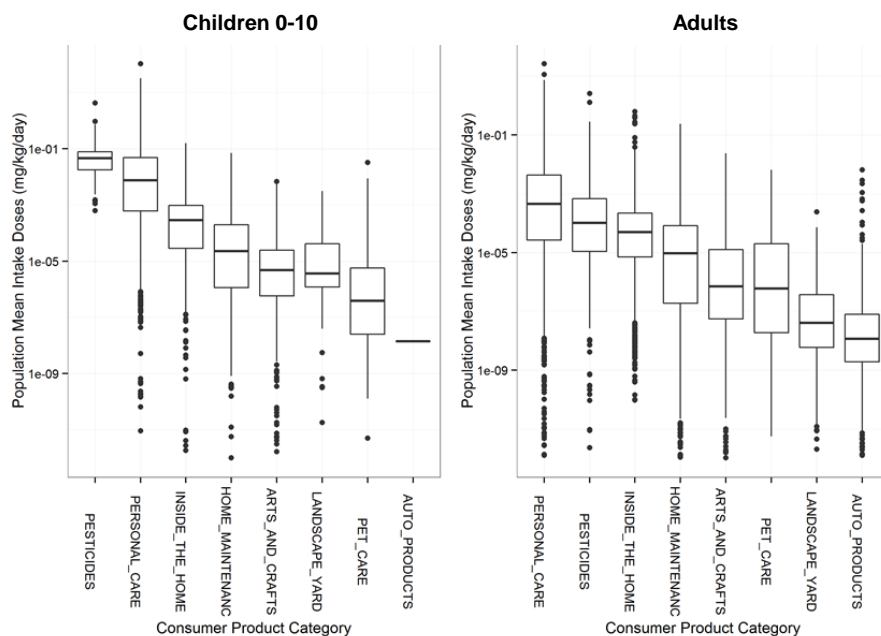 Children 0-10
Adults
Population Mean Intake Doses (mg/kg/day)
1e-01
1e-05
1e-09
PESTICIDES
PERSONAL_CARE
INSIDE_THE_HOME
HOME_MAINTENANC
ARTS_AND_CRAFTS
LANDSCAPE_YARD
PET_CARE
AUTO_PRODUCTS
Consumer Product Category
Population Mean Intake Doses (mg/kg/day)
1e-01
1e-05
1e-09
PERSONAL_CARE
PESTICIDES
INSIDE_THE_HOME
HOME_MAINTENANC
ARTS_AND_CRAFTS
PET_CARE
LANDSCAPE_YARD
AUTO_PRODUCTS
Consumer Product Category